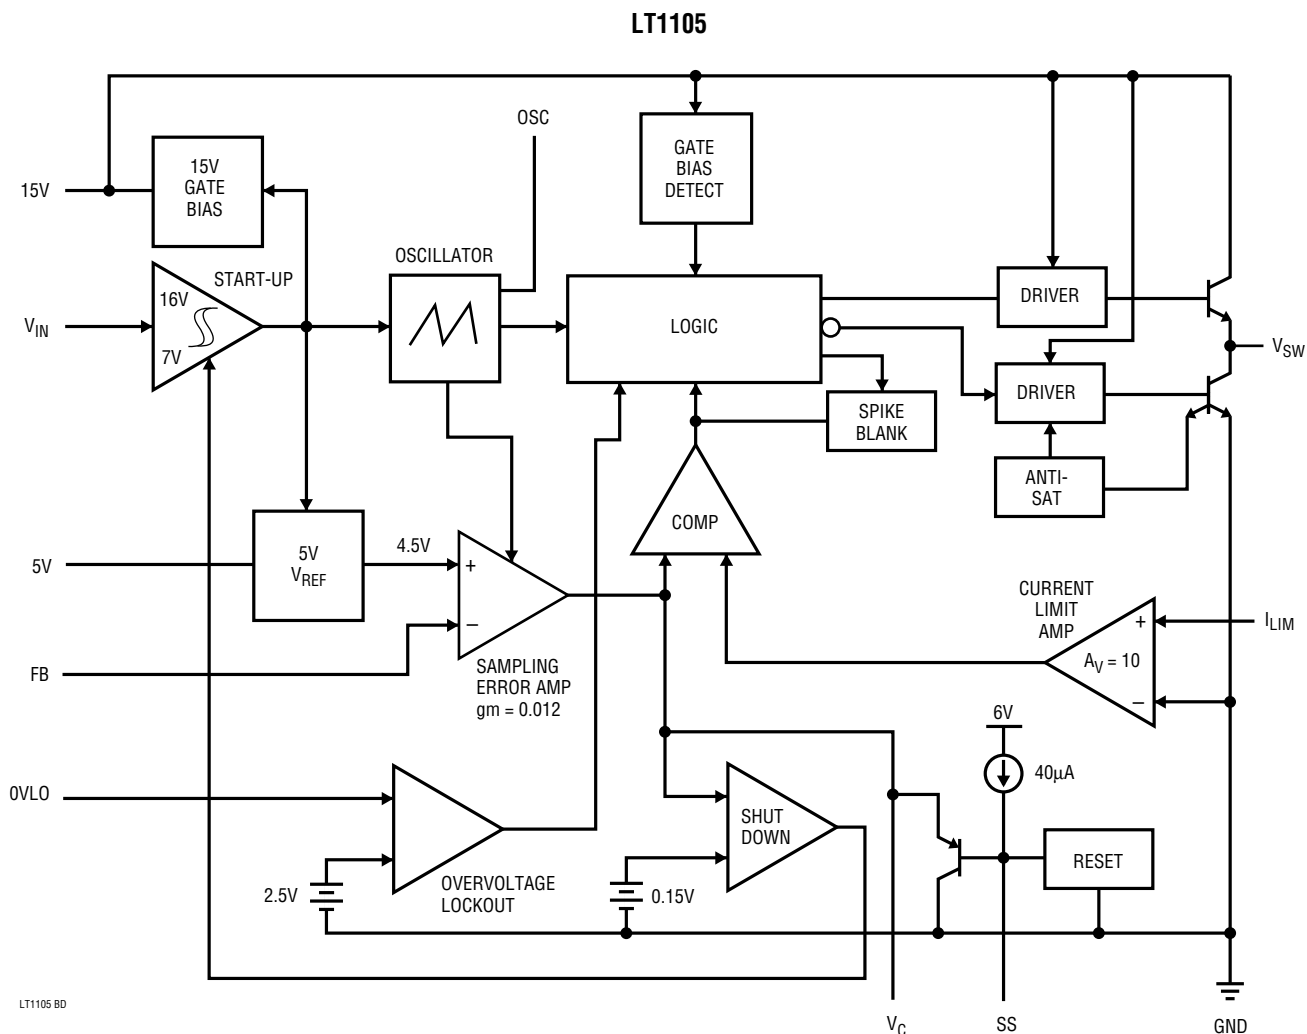 LT1105
OSC
GATE
BIAS
DETECT
15V
GATE
BIAS
15V
OSCILLATOR
START-UP
16V
7V
V_IN
LOGIC
DRIVER
V_SW
DRIVER
SPIKE
BLANK
ANTI-
SAT
COMP
5V
5V
V_REF
4.5V
+
–
FB
SAMPLING
ERROR AMP
gm = 0.012
CURRENT
LIMIT
AMP
+
A_V = 10
–
I_LIM
6V
40µA
0VLO
SHUT
DOWN
RESET
2.5V
OVERVOLTAGE
LOCKOUT
0.15V
LT1105 BD
V_C
SS
GND